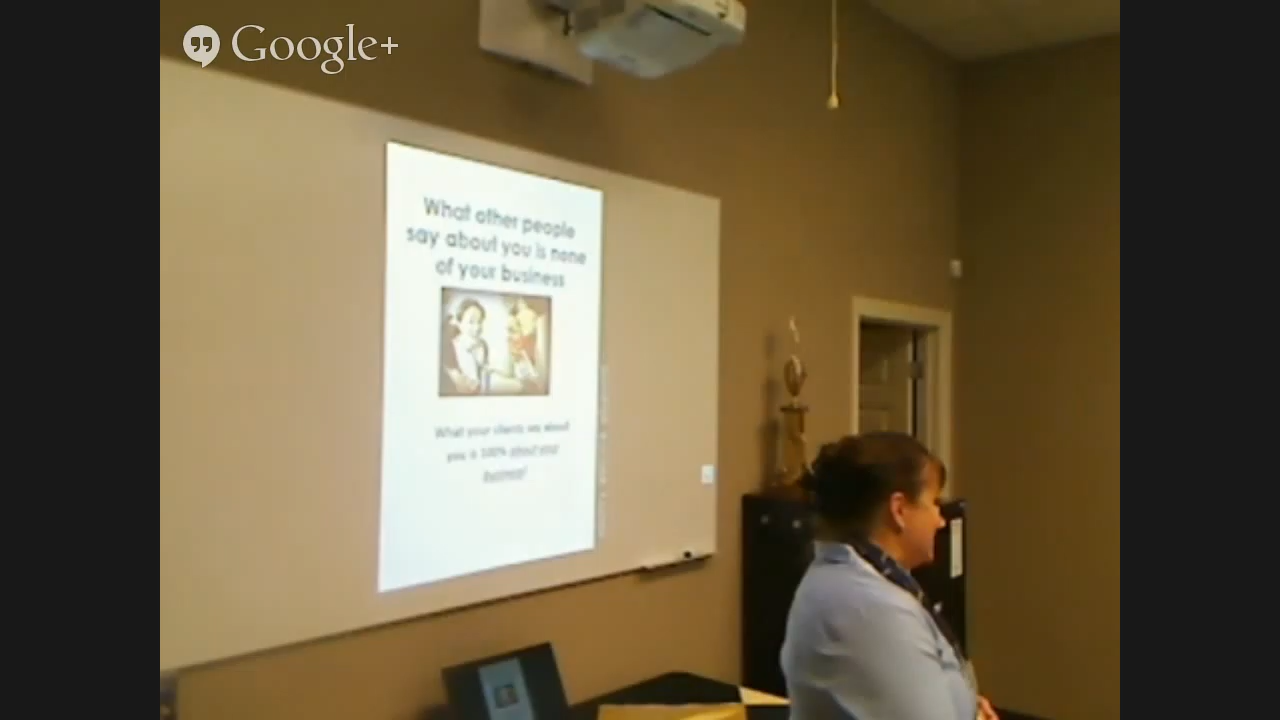 Google+
What other people
say about you is none
of your business
What your clients say about
you is 100% about your
business!